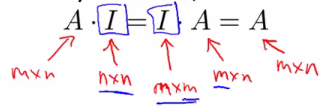 A · I = I · A = A
m×n n×n m×m m×n m×n